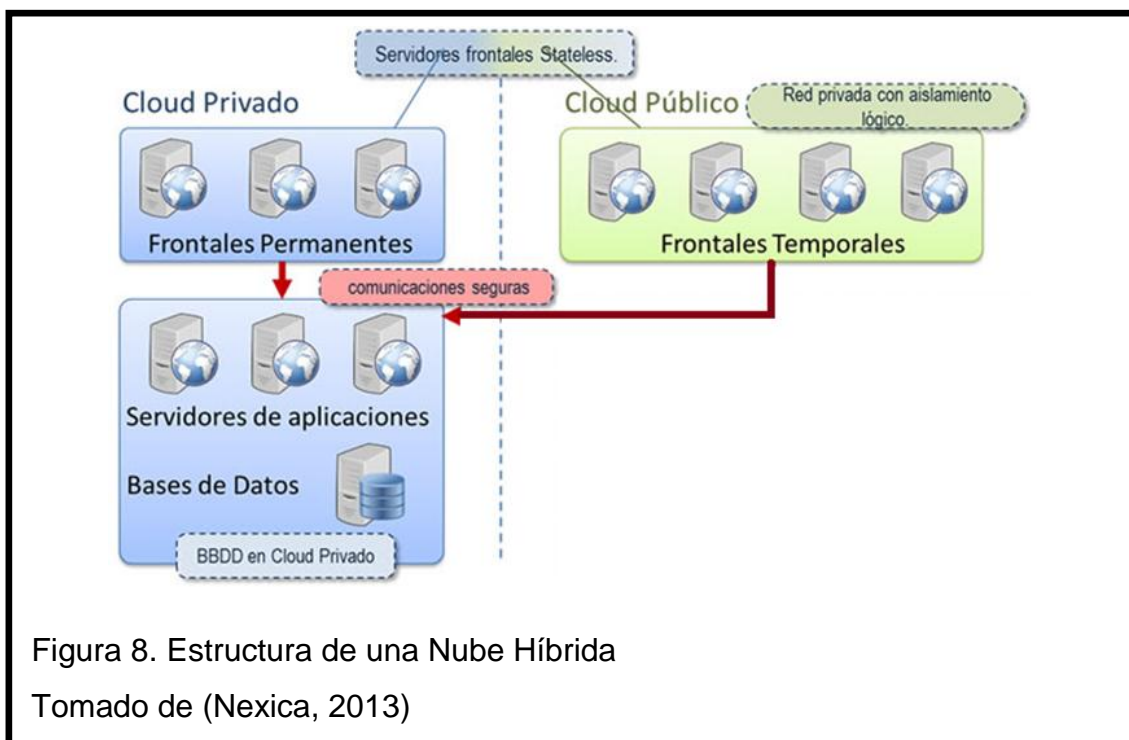 Servidores frontales Stateless.
Cloud Privado
Cloud Público
Red privada con aislamiento
lógico.
Frontales Permanentes
Frontales Temporales
comunicaciones seguras
Servidores de aplicaciones
Bases de Datos
BBDD en Cloud Privado
Figura 8. Estructura de una Nube Híbrida
Tomado de (Nexica, 2013)